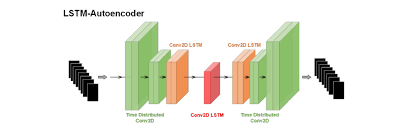 LSTM-Autoencoder
Conv2D LSTM
Conv2D LSTM
Time Distributed
Conv2D
Conv2D LSTM
Time Distributed
Conv2D